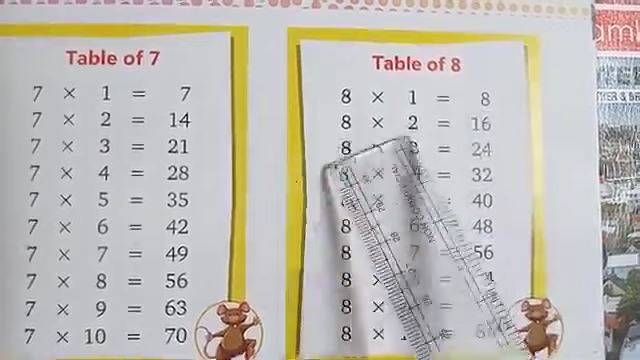 Table of 7
7 × 1 = 7
7 × 2 = 14
7 × 3 = 21
7 × 4 = 28
7 × 5 = 35
7 × 6 = 42
7 × 7 = 49
7 × 8 = 56
7 × 9 = 63
7 × 10 = 70
Table of 8
8 × 1 = 8
8 × 2 = 16
8 × 3 = 24
8 × 4 = 32
× = 40
8 6 = 48
8 7 = 56
8 ×
8 ×
8 ×